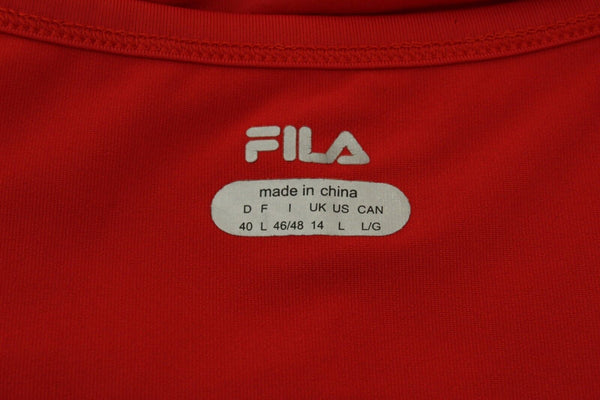 FILA
made in china
D F I UK US CAN
40 L 46/48 14 L L/G